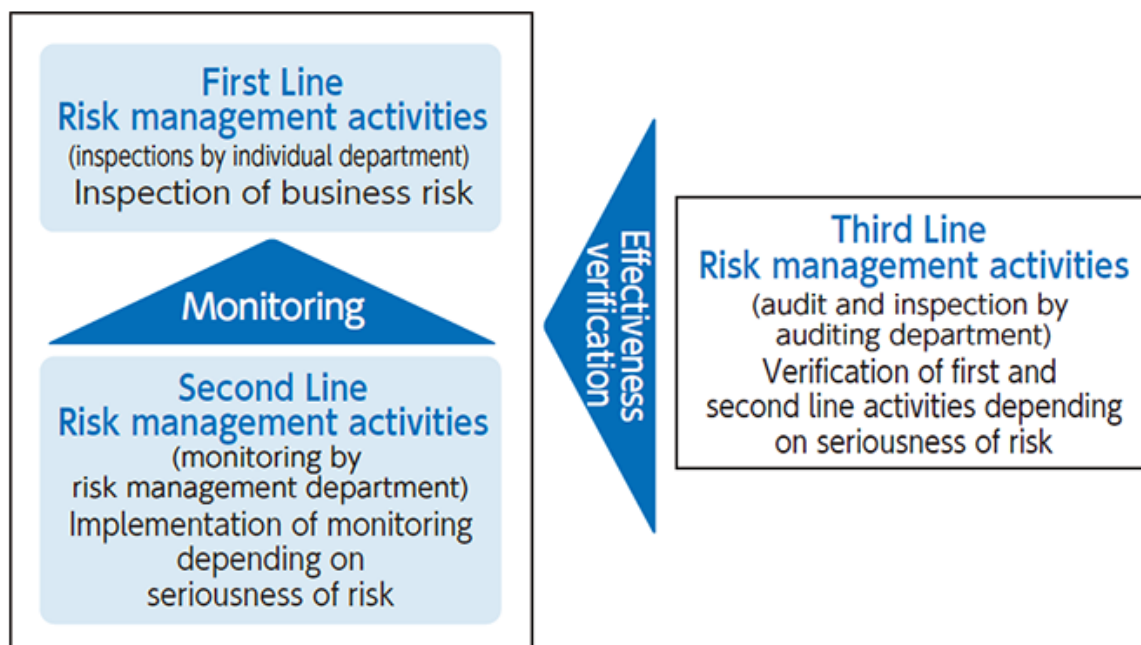 First Line
Risk management activities
(inspections by individual department)
Inspection of business risk
Monitoring
Second Line
Risk management activities
(monitoring by
risk management department)
Implementation of monitoring
depending on
seriousness of risk
Effectiveness
verification
Third Line
Risk management activities
(audit and inspection by
auditing department)
Verification of first and
second line activities depending
on seriousness of risk